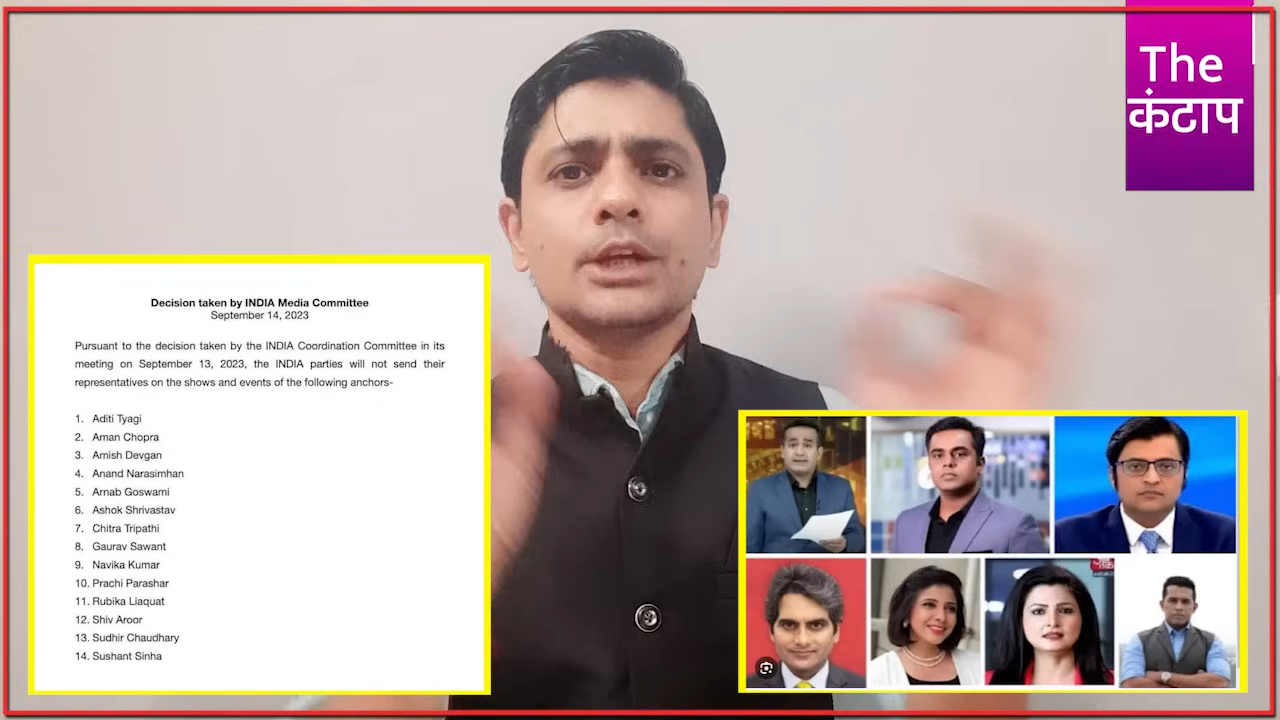 The
कंटाप
Decision taken by INDIA Media Committee
September 14, 2023
Pursuant to the decision taken by the INDIA Coordination Committee in its
meeting on September 13, 2023, the INDIA parties will not send their
representatives on the shows and events of the following anchors-
1. Aditi Tyagi
2. Aman Chopra
3. Amish Devgan
4. Anand Narasimhan
5. Arnab Goswami
6. Ashok Shrivastav
7. Chitra Tripathi
8. Gaurav Sawant
9. Navika Kumar
10. Prachi Parashar
11. Rubika Liaquat
12. Shiv Aroor
13. Sudhir Chaudhary
14. Sushant Sinha